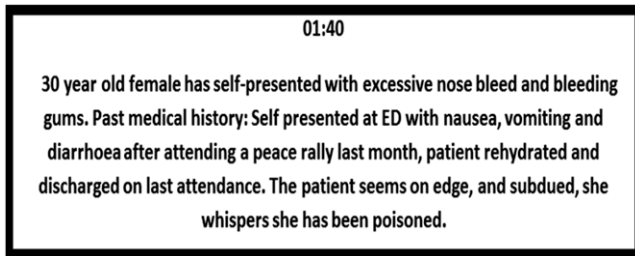 01:40
30 year old female has self-presented with excessive nose bleed and bleeding
gums. Past medical history: Self presented at ED with nausea, vomiting and
diarrhoea after attending a peace rally last month, patient rehydrated and
discharged on last attendance. The patient seems on edge, and subdued, she
whispers she has been poisoned.